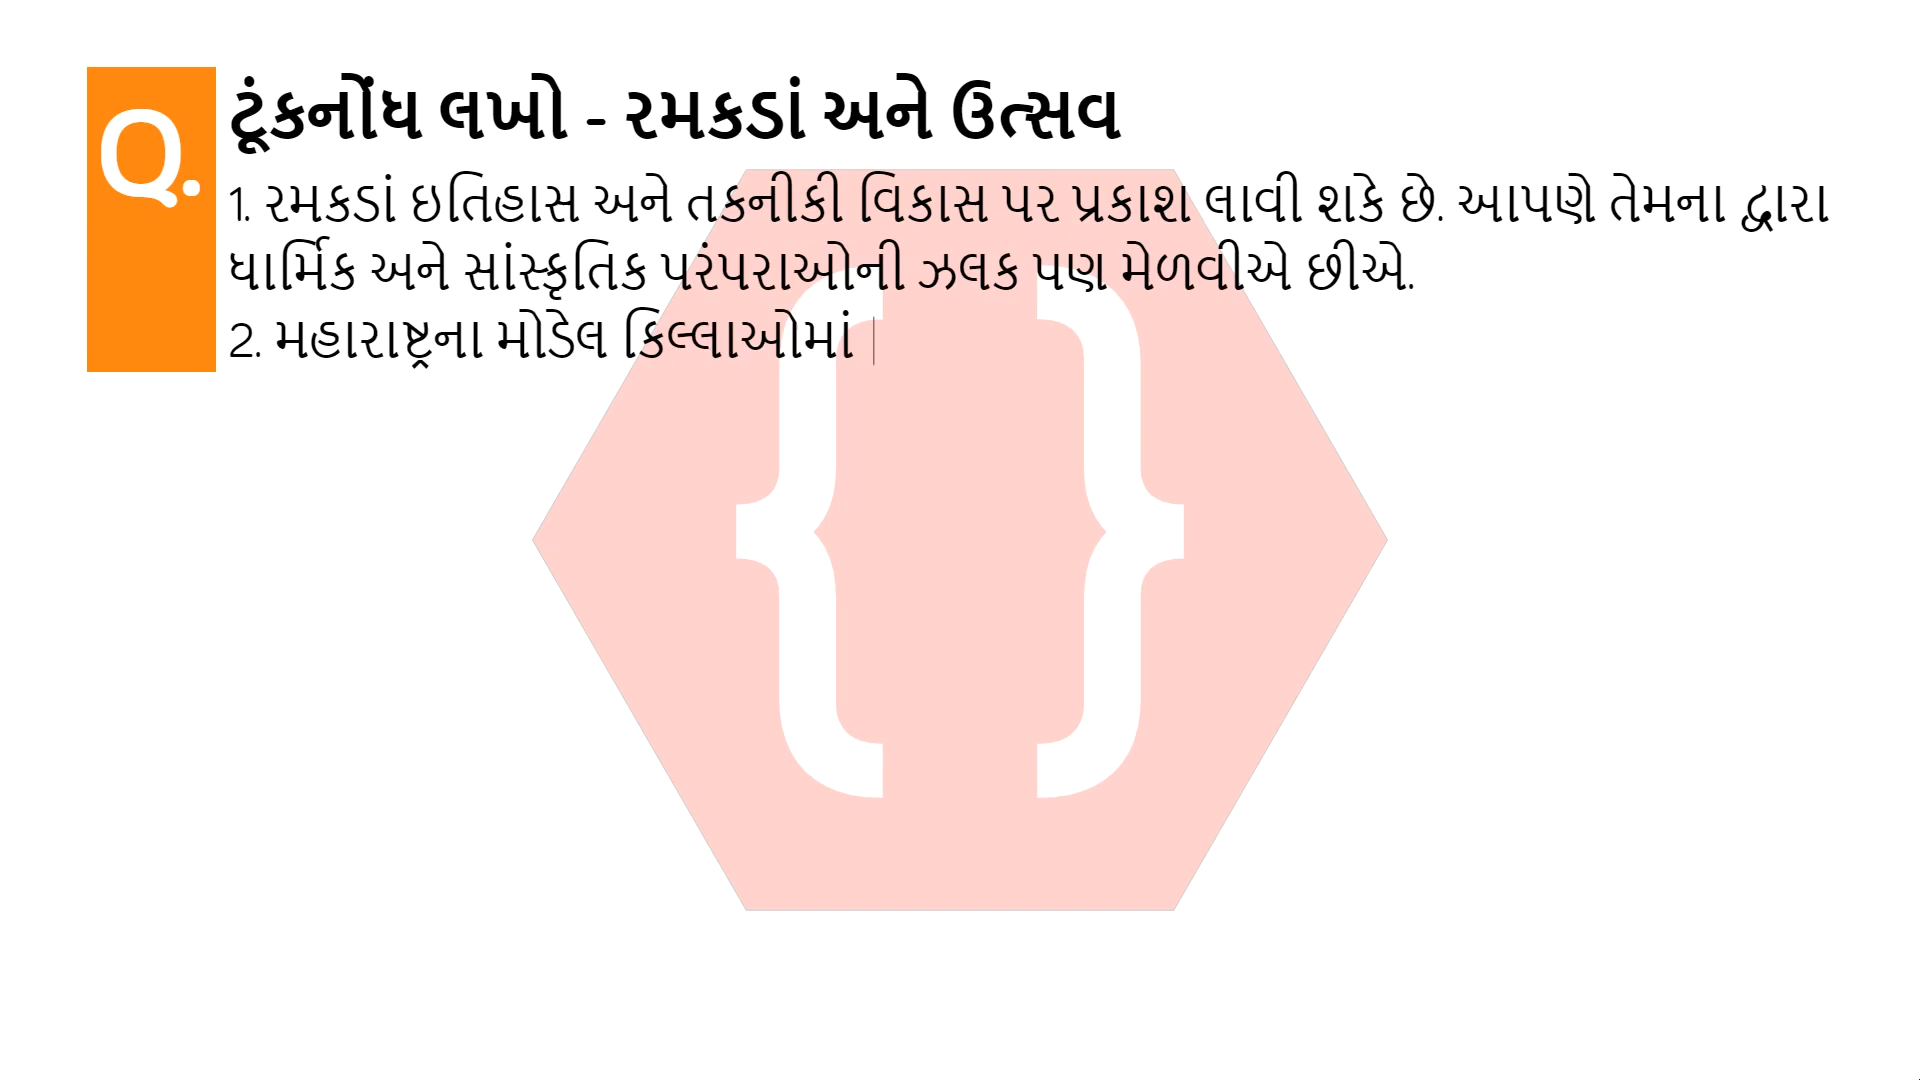 Q.
ટૂંકનોંધ લખો - રમકડાં અને ઉત્સવ
1. રમકડાં ઇતિહાસ અને તકનીકી વિકાસ પર પ્રકાશ લાવી શકે છે. આપણે તેમના દ્વારા
ધાર્મિક અને સાંસ્કૃતિક પરંપરાઓની ઝલક પણ મેળવીએ છીએ.
2. મહારાષ્ટ્રના મોડેલ કિલ્લાઓમાં